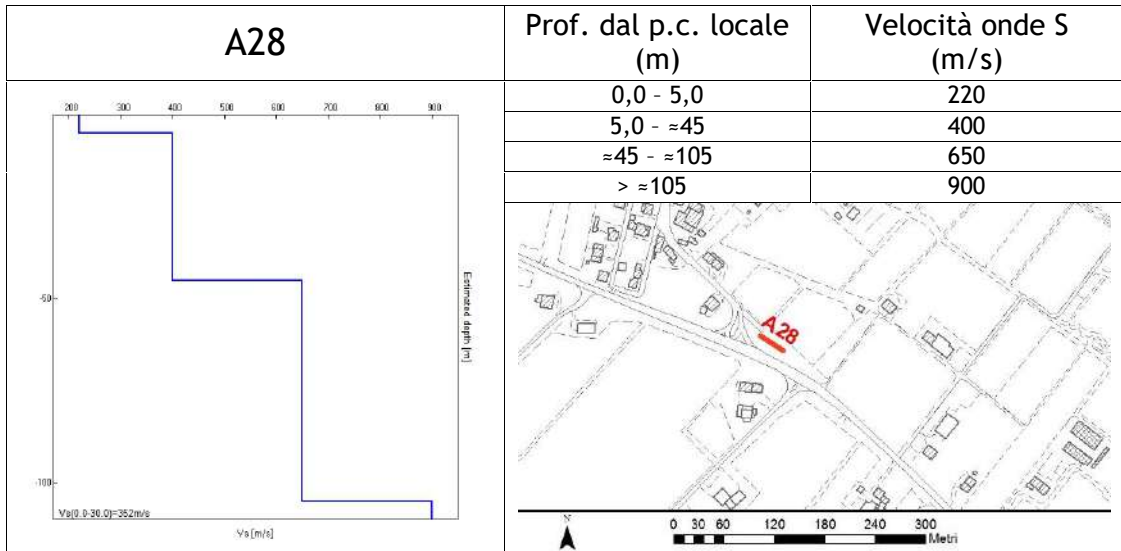 A28
Prof. dal p.c. locale
(m)
Velocità onde S
(m/s)
0,0 – 5,0
220
5,0 – ≈45
400
≈45 – ≈105
650
> ≈105
900
200 300 400 500 600 700 800 900
-50
-100
Estimated depth [m]
Vs(0.0-30.0)=352m/s
Vs [m/s]
A28
N
0 30 60 120 180 240 300
Metri